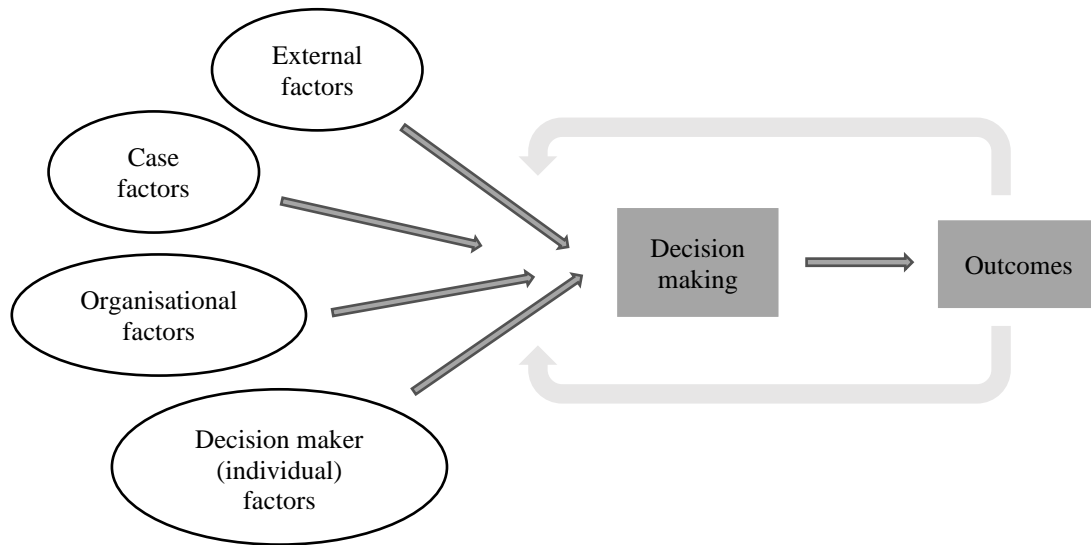 External
factors
Case
factors
Organisational
factors
Decision maker
(individual)
factors
Decision
making
Outcomes